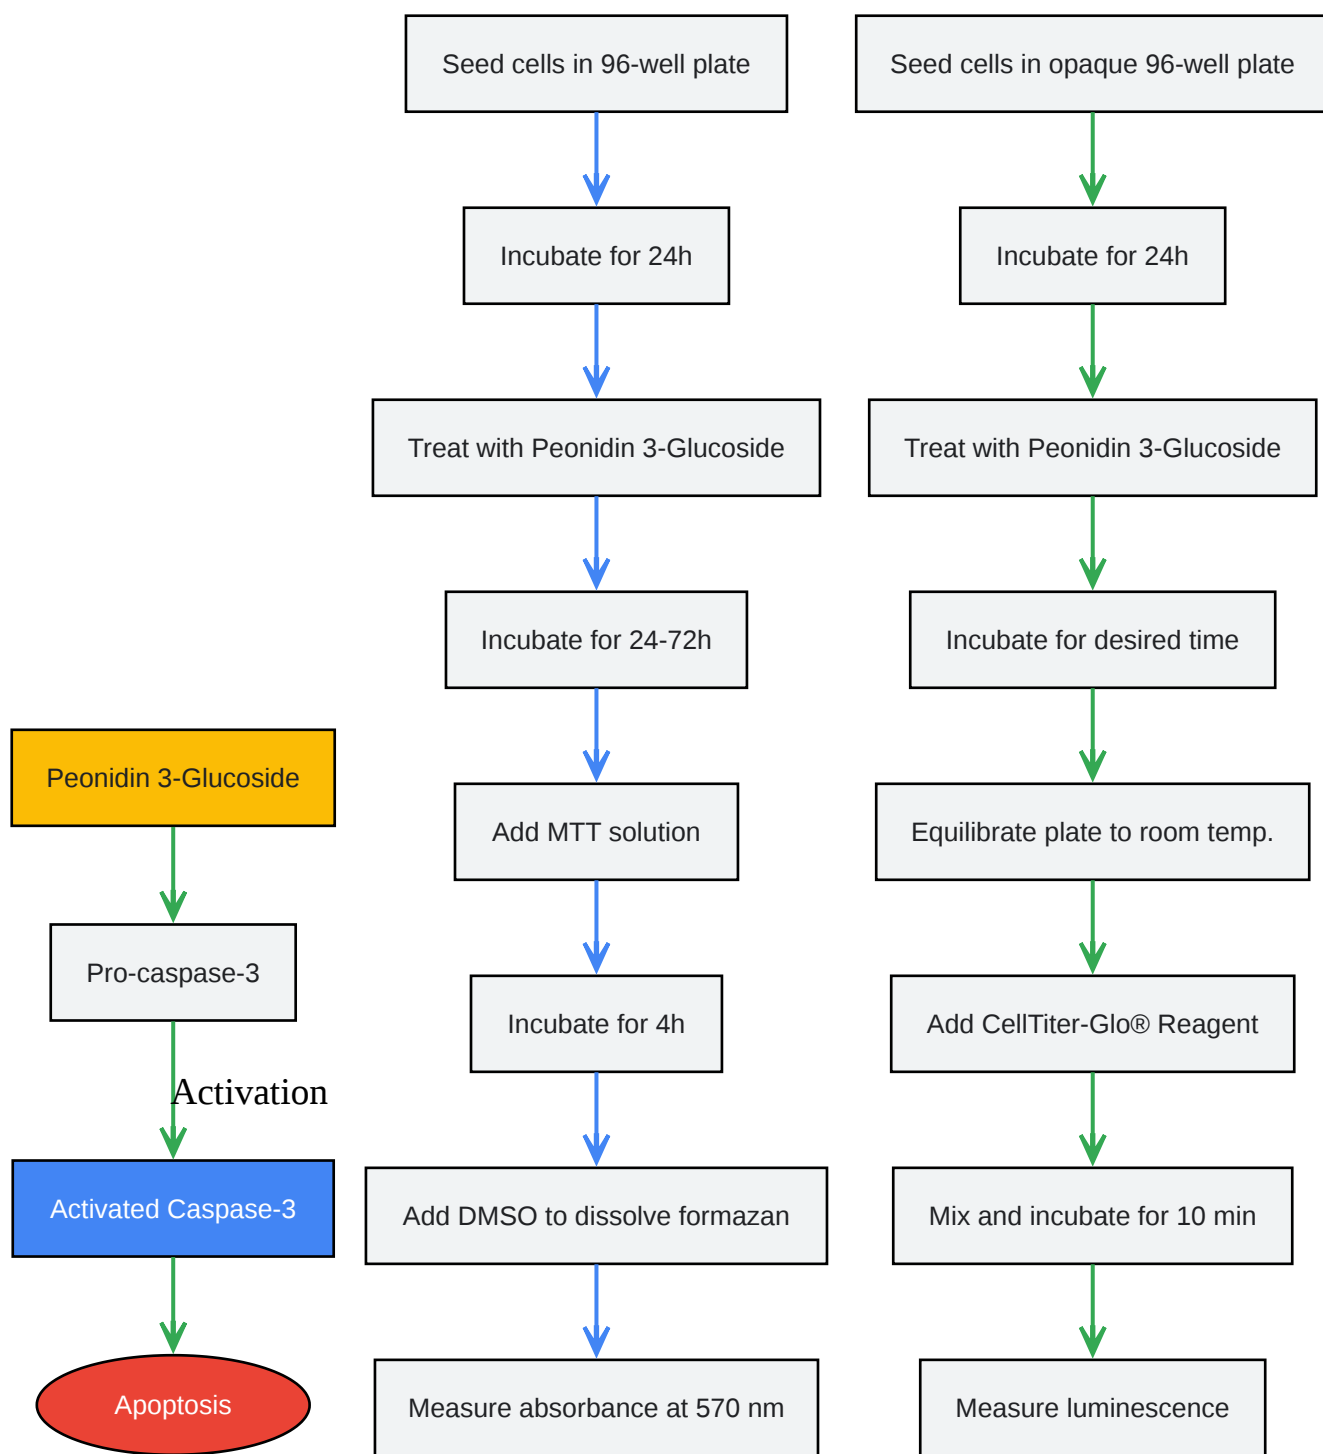 Peonidin 3-Glucoside
Pro-caspase-3
Activation
Activated Caspase-3
Apoptosis
Seed cells in 96-well plate
Incubate for 24h
Treat with Peonidin 3-Glucoside
Incubate for 24-72h
Add MTT solution
Incubate for 4h
Add DMSO to dissolve formazan
Measure absorbance at 570 nm
Seed cells in opaque 96-well plate
Incubate for 24h
Treat with Peonidin 3-Glucoside
Incubate for desired time
Equilibrate plate to room temp.
Add CellTiter-Glo® Reagent
Mix and incubate for 10 min
Measure luminescence